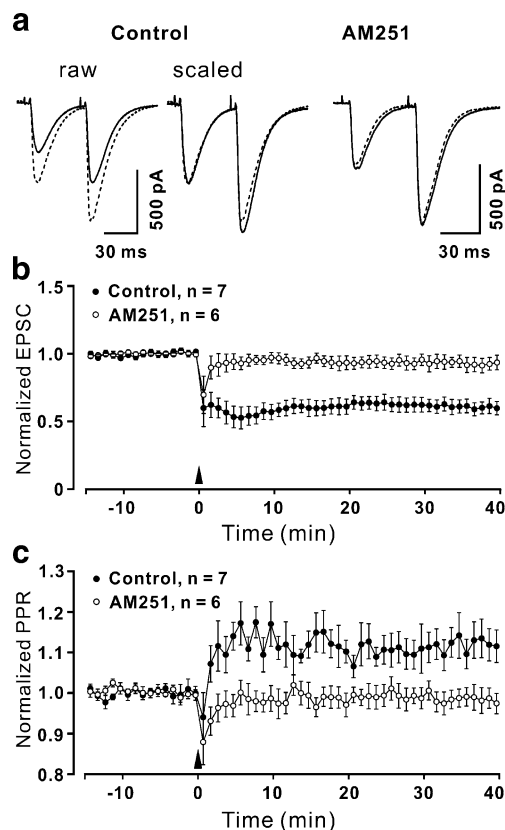 a
Control
AM251
raw
scaled
500 pA
30 ms
500 pA
30 ms
b
Normalized EPSC
1.5
1.0
0.5
0
Control, n = 7
AM251, n = 6
-10
0
10
20
30
40
Time (min)
c
Normalized PPR
1.3
1.2
1.1
1.0
0.9
0.8
Control, n = 7
AM251, n = 6
-10
0
10
20
30
40
Time (min)